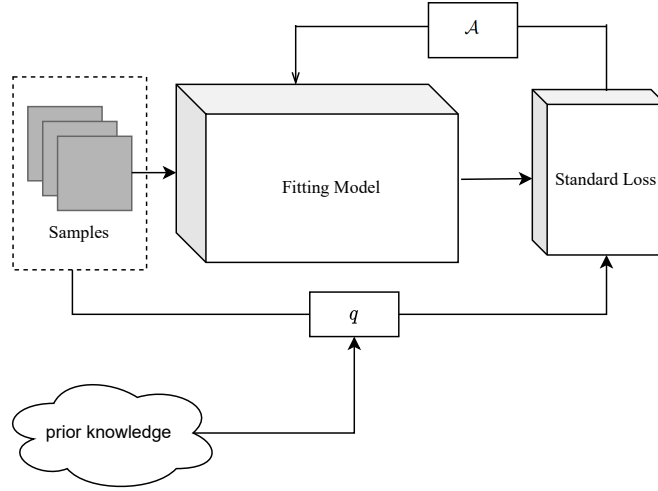 𝒜
Fitting Model
Standard Loss
Samples
q
prior knowledge